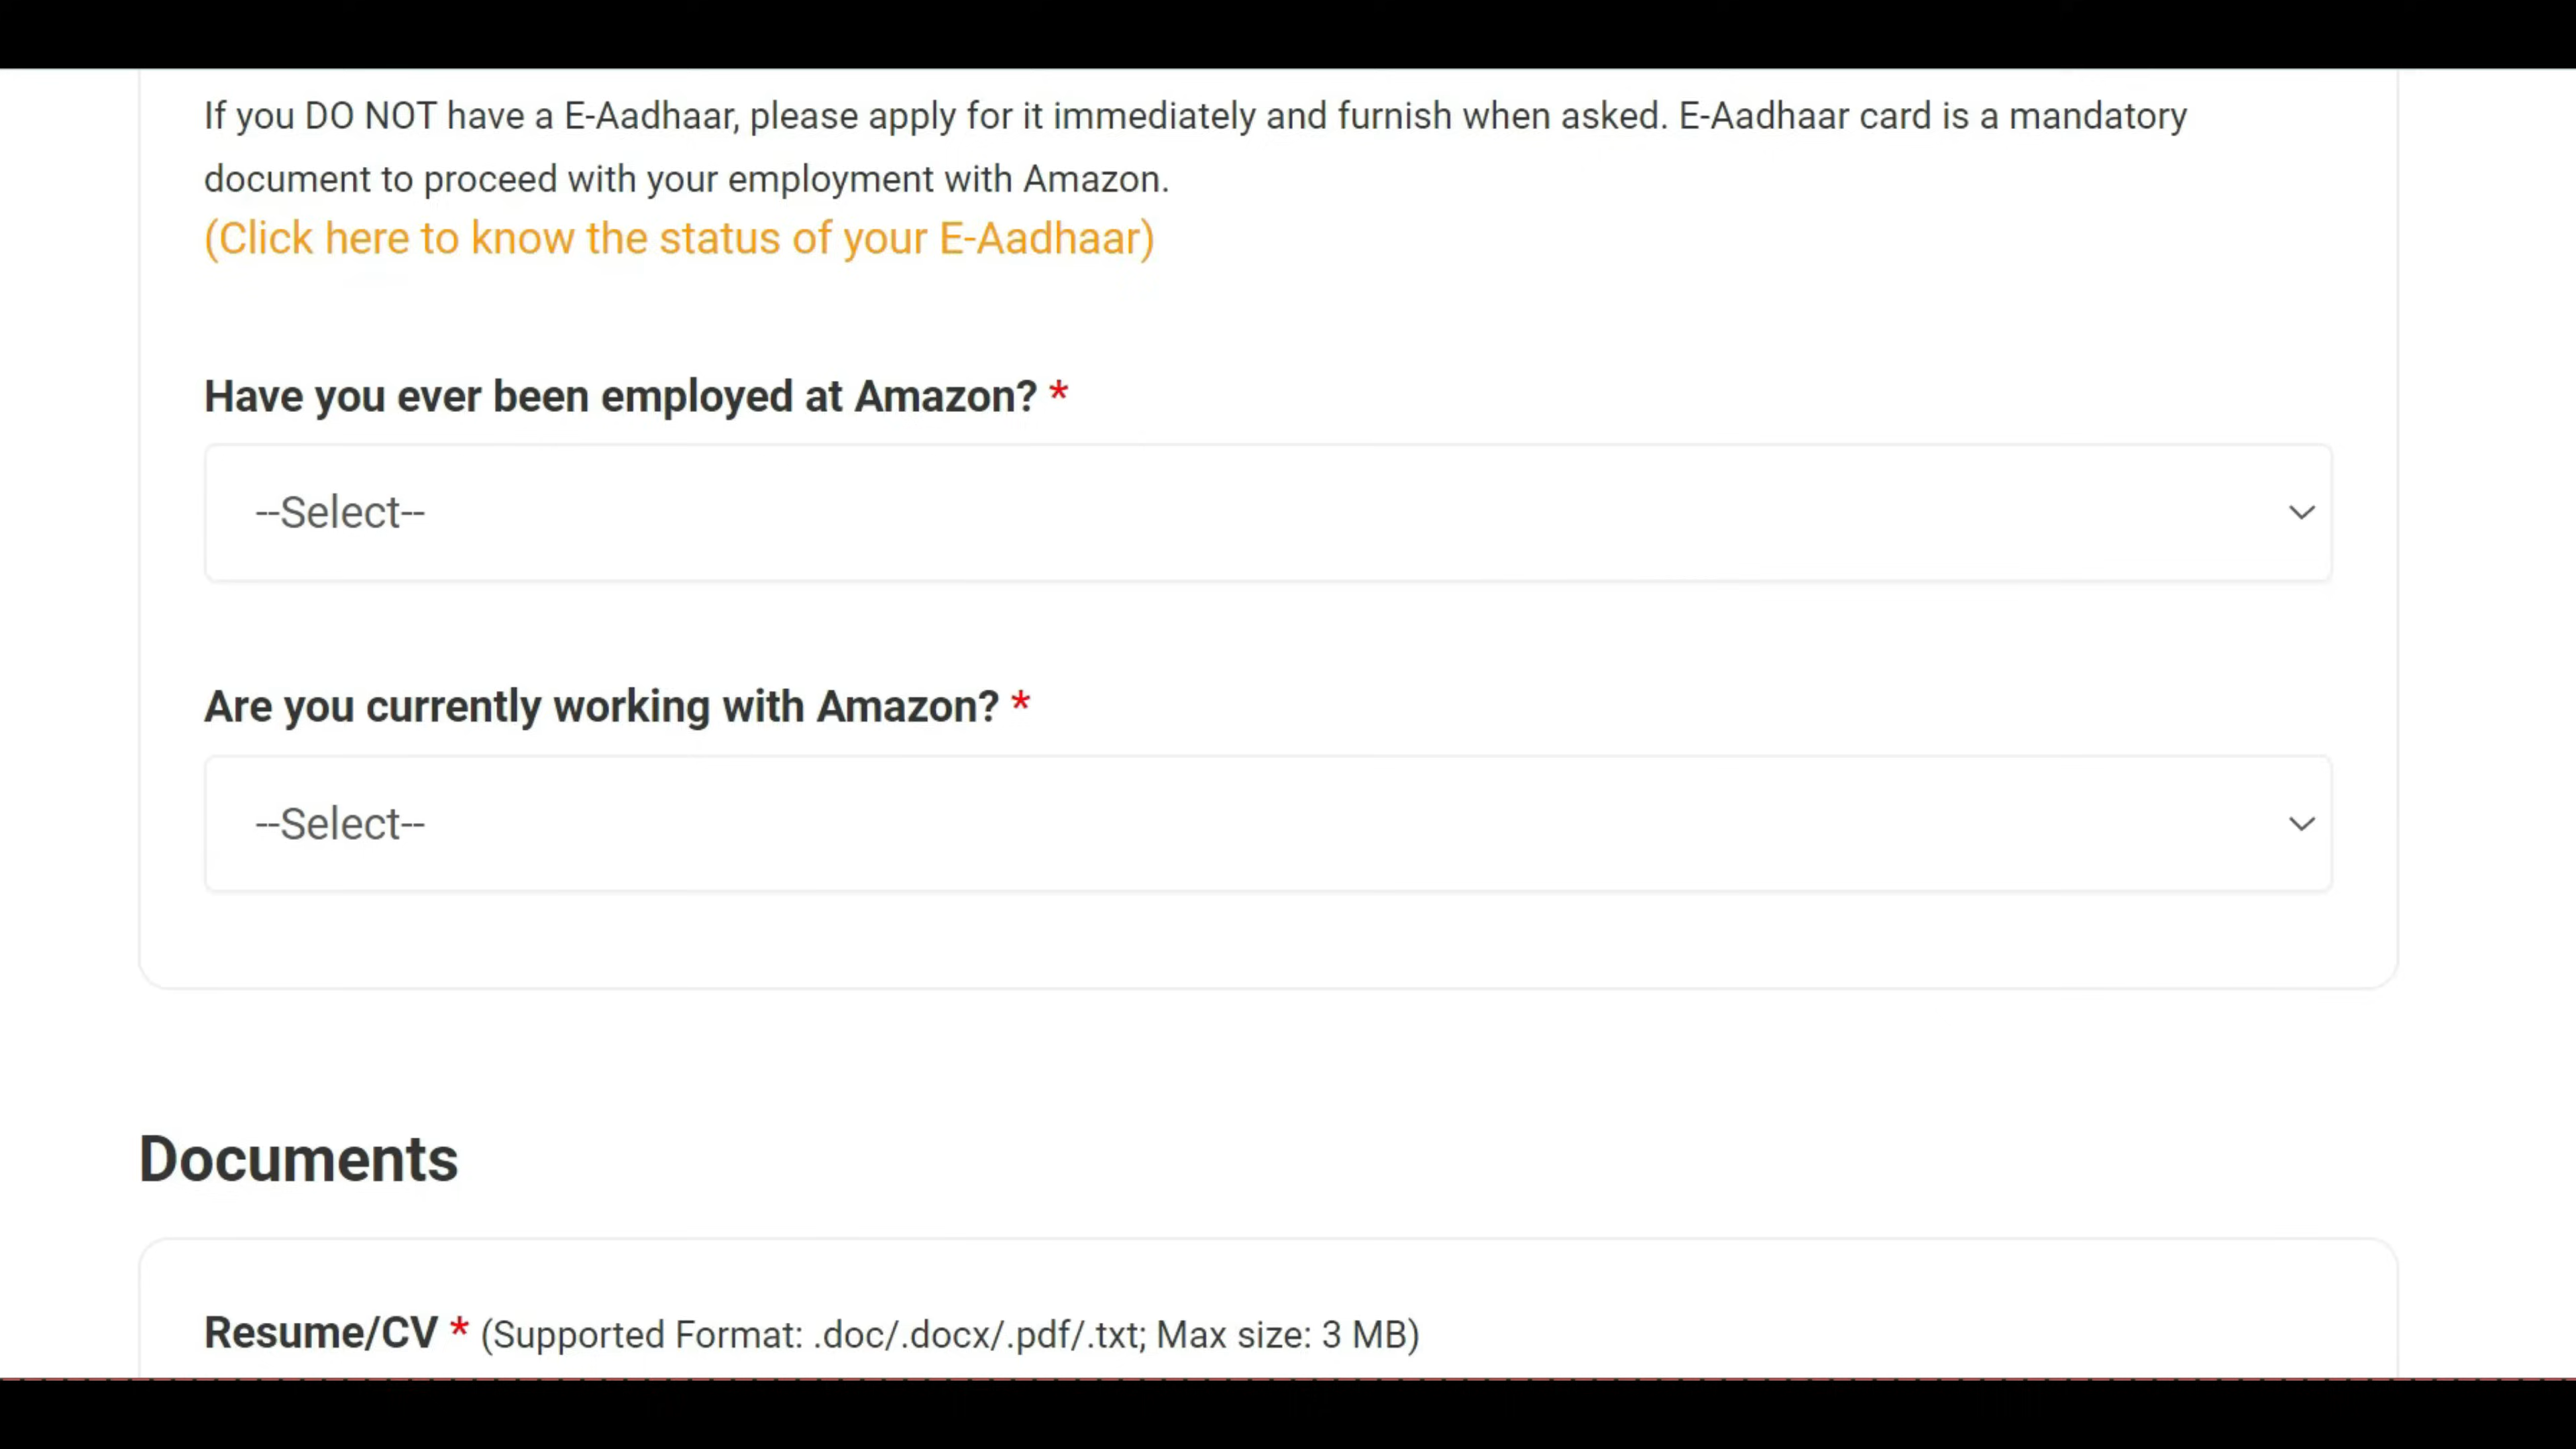 If you DO NOT have a E-Aadhaar, please apply for it immediately and furnish when asked. E-Aadhaar card is a mandatory
document to proceed with your employment with Amazon.
(Click here to know the status of your E-Aadhaar)
Have you ever been employed at Amazon? *
--Select--
Are you currently working with Amazon? *
--Select--
Documents
Resume/CV * (Supported Format: .doc/.docx/.pdf/.txt; Max size: 3 MB)